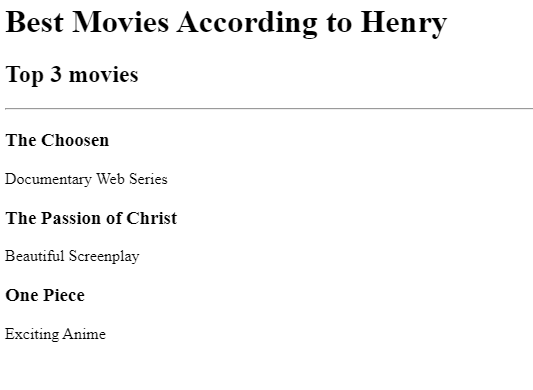 Best Movies According to Henry
Top 3 movies
The Choosen
Documentary Web Series
The Passion of Christ
Beautiful Screenplay
One Piece
Exciting Anime